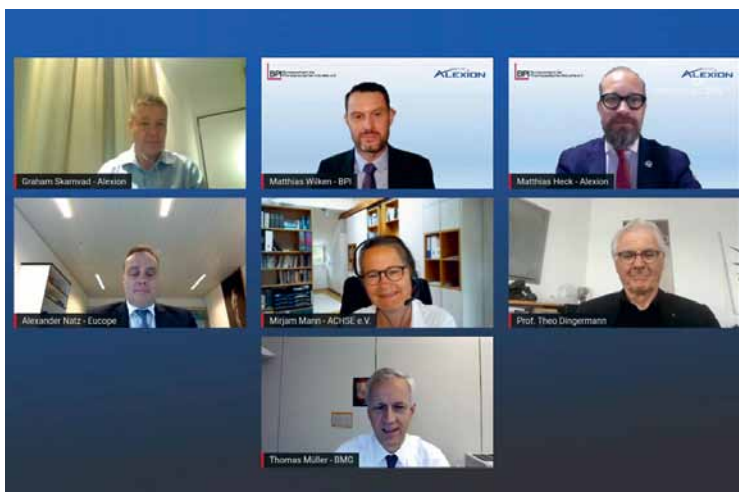 BPI
ALEXION
BPI
ALEXION
Graham Skarnvad - Alexion
Matthias Wilken - BPI
Matthias Heck - Alexion
Alexander Natz - Eucope
Mirjam Mann - ACHSE e.V.
Prof. Theo Dingermann
Thomas Müller - BMG